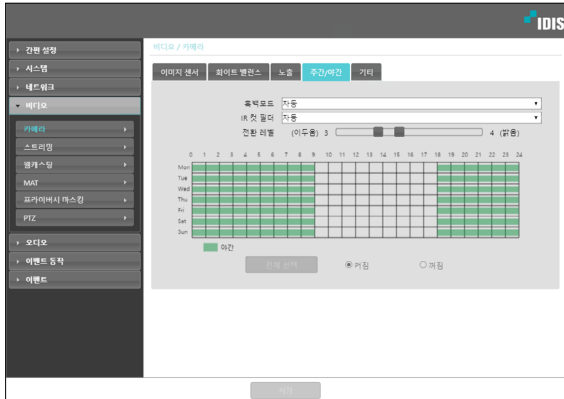 IDIS
간편 설정
시스템
네트워크
비디오
카메라
스트리밍
웹캐스팅
MAT
프라이버시 마스킹
PTZ
오디오
이벤트 동작
이벤트
비디오 / 카메라
이미지 센서 화이트 밸런스 노출 주간/야간 기타
흑백모드 자동
IR 컷 필터 자동
전환 레벨 (어두움) 3 4 (밝음)
0 1 2 3 4 5 6 7 8 9 10 11 12 13 14 15 16 17 18 19 20 21 22 23 24
Mon
Tue
Wed
Thu
Fri
Sat
Sun
야간
전체 선택 켜짐 꺼짐
저장